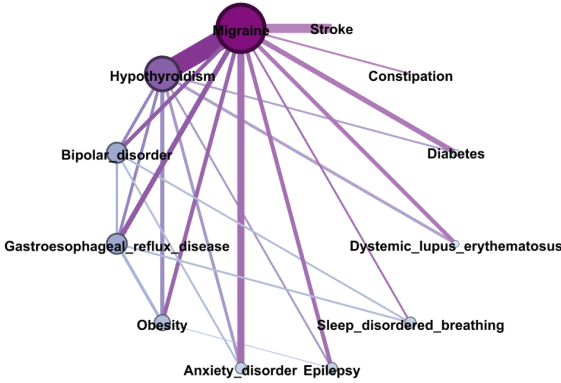 Migraine
Stroke
Hypothyroidism
Constipation
Bipolar_disorder
Diabetes
Gastroesophageal_reflux_disease
Dystemic_lupus_erythematosus
Obesity
Sleep_disordered_breathing
Anxiety_disorder
Epilepsy